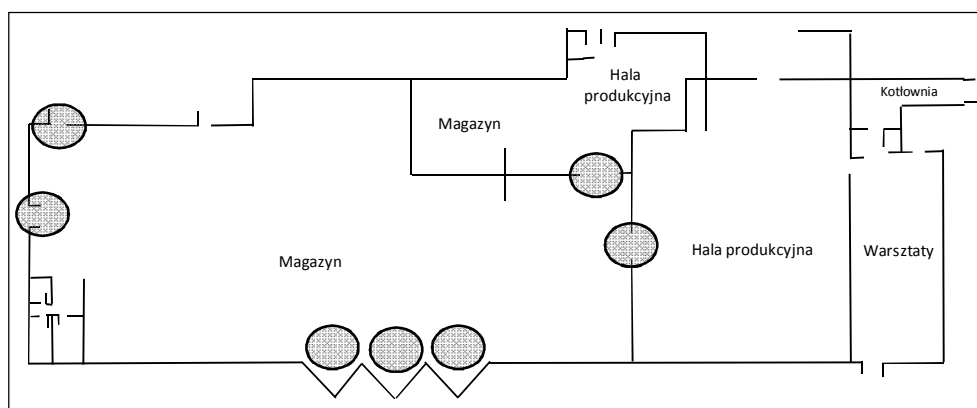 Hala
produkcyjna
Kotłownia
Magazyn
Magazyn
Hala produkcyjna
Warsztaty